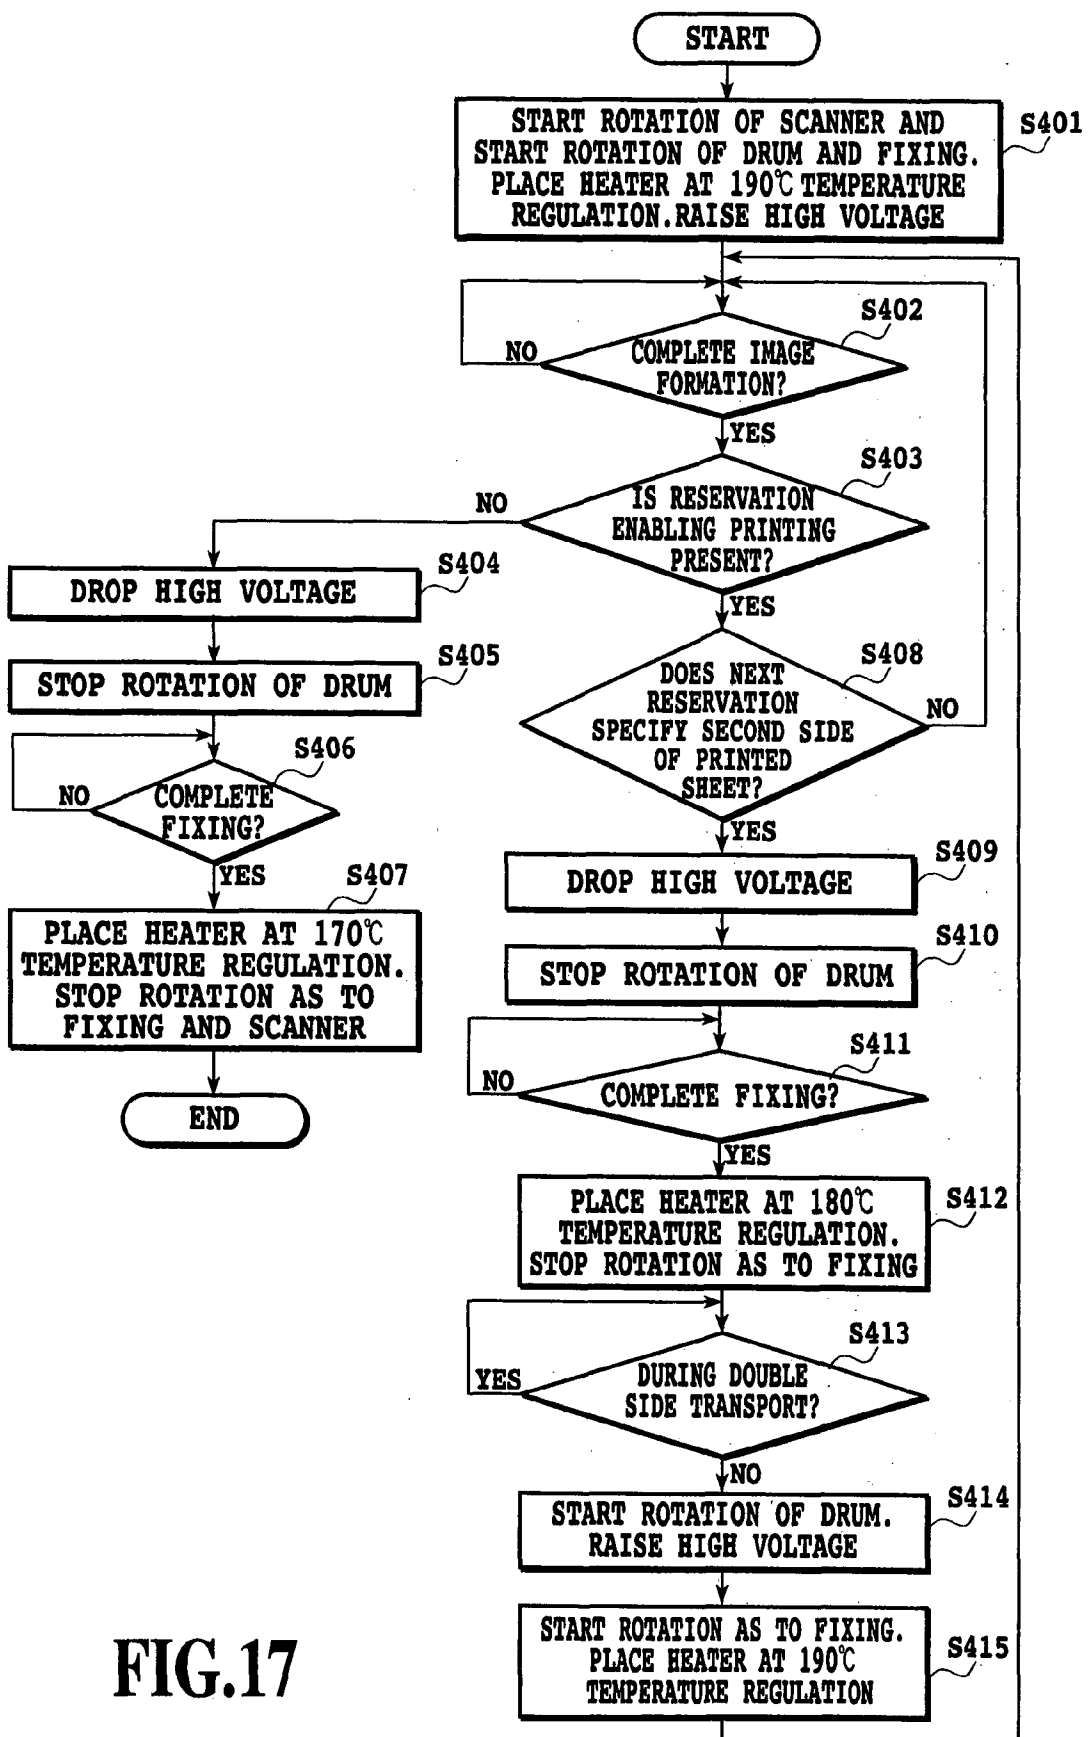 START
START ROTATION OF SCANNER AND
START ROTATION OF DRUM AND FIXING.
PLACE HEATER AT 190℃ TEMPERATURE
REGULATION.RAISE HIGH VOLTAGE
S401
S402
COMPLETE IMAGE
FORMATION?
NO
YES
S403
IS RESERVATION
ENABLING PRINTING
PRESENT?
NO
YES
S404
DROP HIGH VOLTAGE
S405
STOP ROTATION OF DRUM
S406
COMPLETE
FIXING?
NO
YES
S407
PLACE HEATER AT 170℃
TEMPERATURE REGULATION.
STOP ROTATION AS TO
FIXING AND SCANNER
END
S408
DOES NEXT
RESERVATION
SPECIFY SECOND SIDE
OF PRINTED
SHEET?
NO
YES
S409
DROP HIGH VOLTAGE
S410
STOP ROTATION OF DRUM
S411
COMPLETE FIXING?
NO
YES
S412
PLACE HEATER AT 180℃
TEMPERATURE REGULATION.
STOP ROTATION AS TO FIXING
S413
DURING DOUBLE
SIDE TRANSPORT?
YES
NO
S414
START ROTATION OF DRUM.
RAISE HIGH VOLTAGE
S415
START ROTATION AS TO FIXING.
PLACE HEATER AT 190℃
TEMPERATURE REGULATION
FIG.17